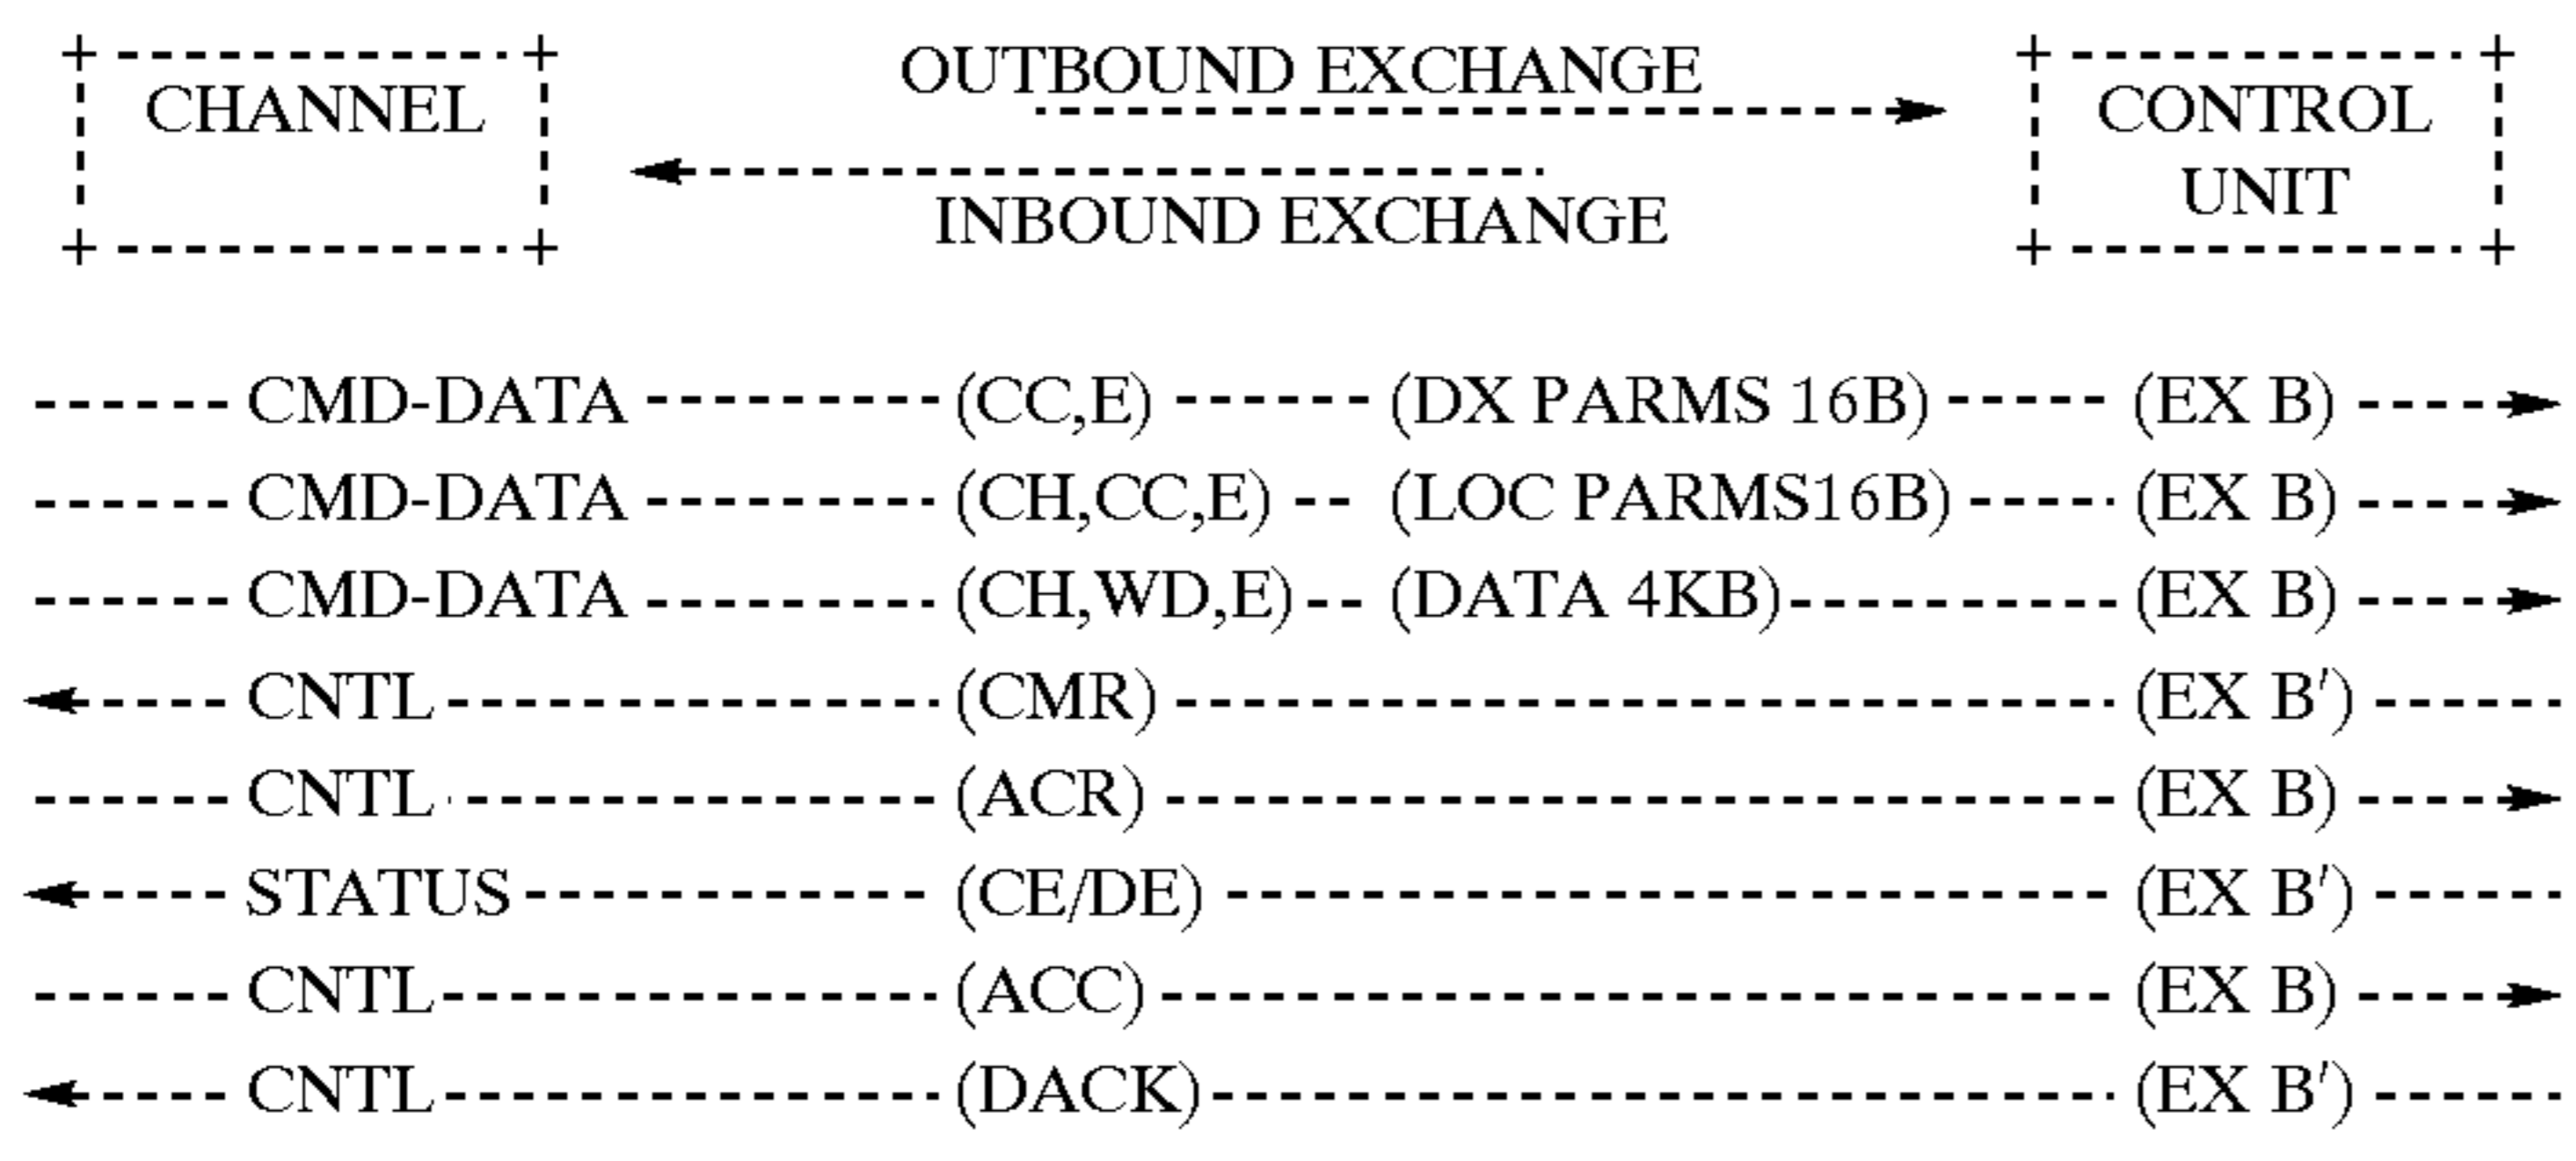 CHANNEL OUTBOUND EXCHANGE CONTROL
INBOUND EXCHANGE UNIT
CMD-DATA (CC,E) (DX PARMS 16B) (EX B)
CMD-DATA (CH,CC,E) (LOC PARMS16B) (EX B)
CMD-DATA (CH,WD,E) (DATA 4KB) (EX B)
CNTL (CMR) (EX B')
CNTL (ACR) (EX B)
STATUS (CE/DE) (EX B')
CNTL (ACC) (EX B)
CNTL (DACK) (EX B')